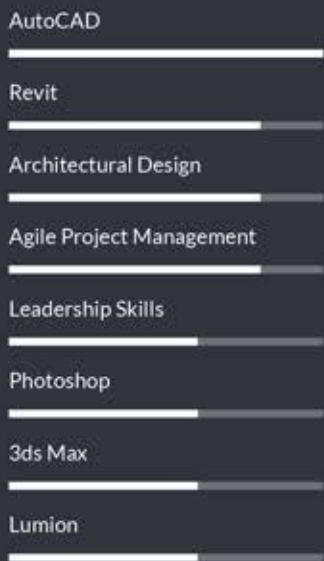 AutoCAD
Revit
Architectural Design
Agile Project Management
Leadership Skills
Photoshop
3ds Max
Lumion